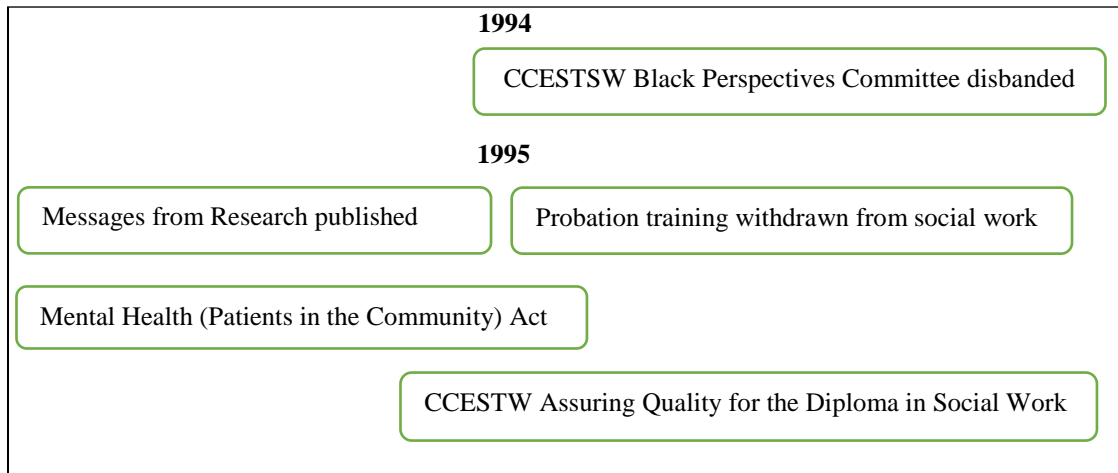 1994
CCESTSW Black Perspectives Committee disbanded
1995
Messages from Research published
Probation training withdrawn from social work
Mental Health (Patients in the Community) Act
CCESTW Assuring Quality for the Diploma in Social Work